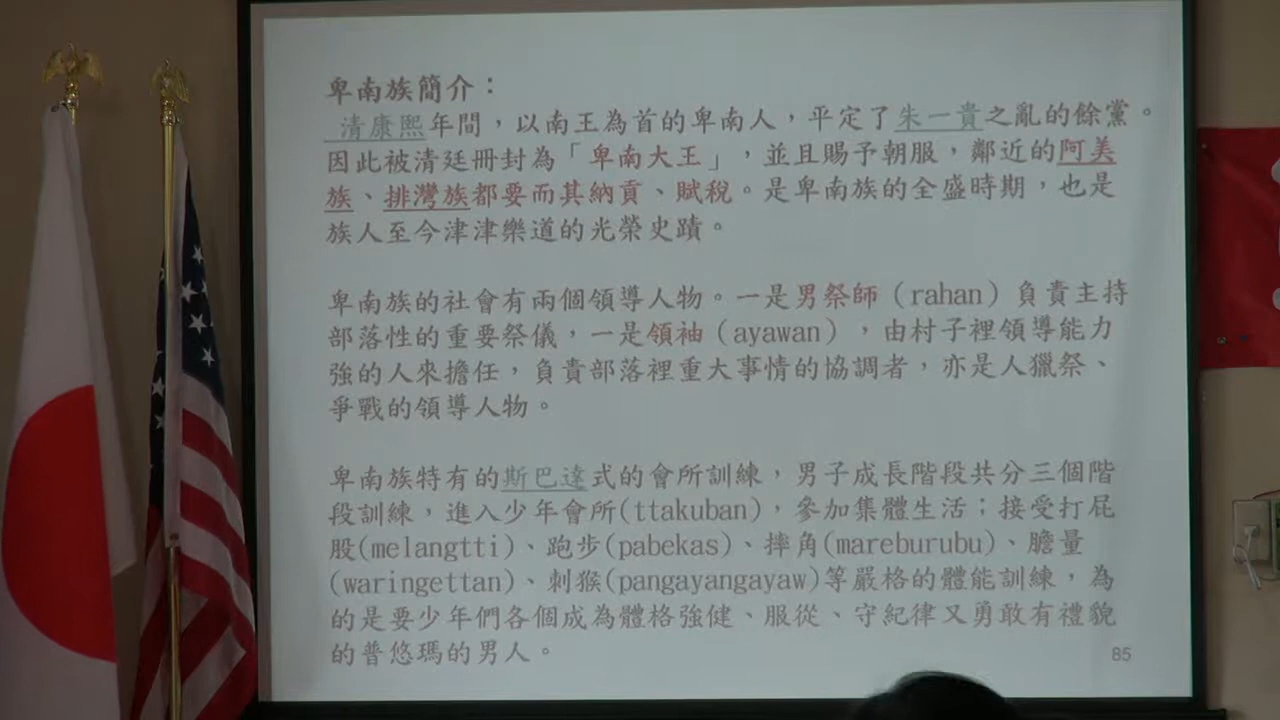 卑南族簡介：
清康熙年間，以南王為首的卑南人，平定了朱一貴之亂的餘黨。
因此被清廷冊封為「卑南大王」，並且賜予朝服，鄰近的阿美
族、排灣族都要而其納貢、賦稅。是卑南族的全盛時期，也是
族人至今津津樂道的光榮史蹟。
卑南族的社會有兩個領導人物。一是男祭師（rahan）負責主持
部落性的重要祭儀，一是領袖（ayawan），由村子裡領導能力
強的人來擔任，負責部落裡重大事情的協調者，亦是人獵祭、
爭戰的領導人物。
卑南族特有的斯巴達式的會所訓練，男子成長階段共分三個階
段訓練，進入少年會所(ttakuban)，參加集體生活；接受打屁
股(melangtti)、跑步(pabekas)、摔角(mareburubu)、膽量
(waringettan)、刺猴(pangayangayaw)等嚴格的體能訓練，為
的是要少年們各個成為體格強健、服從、守紀律又勇敢有禮貌
的普悠瑪的男人。
85